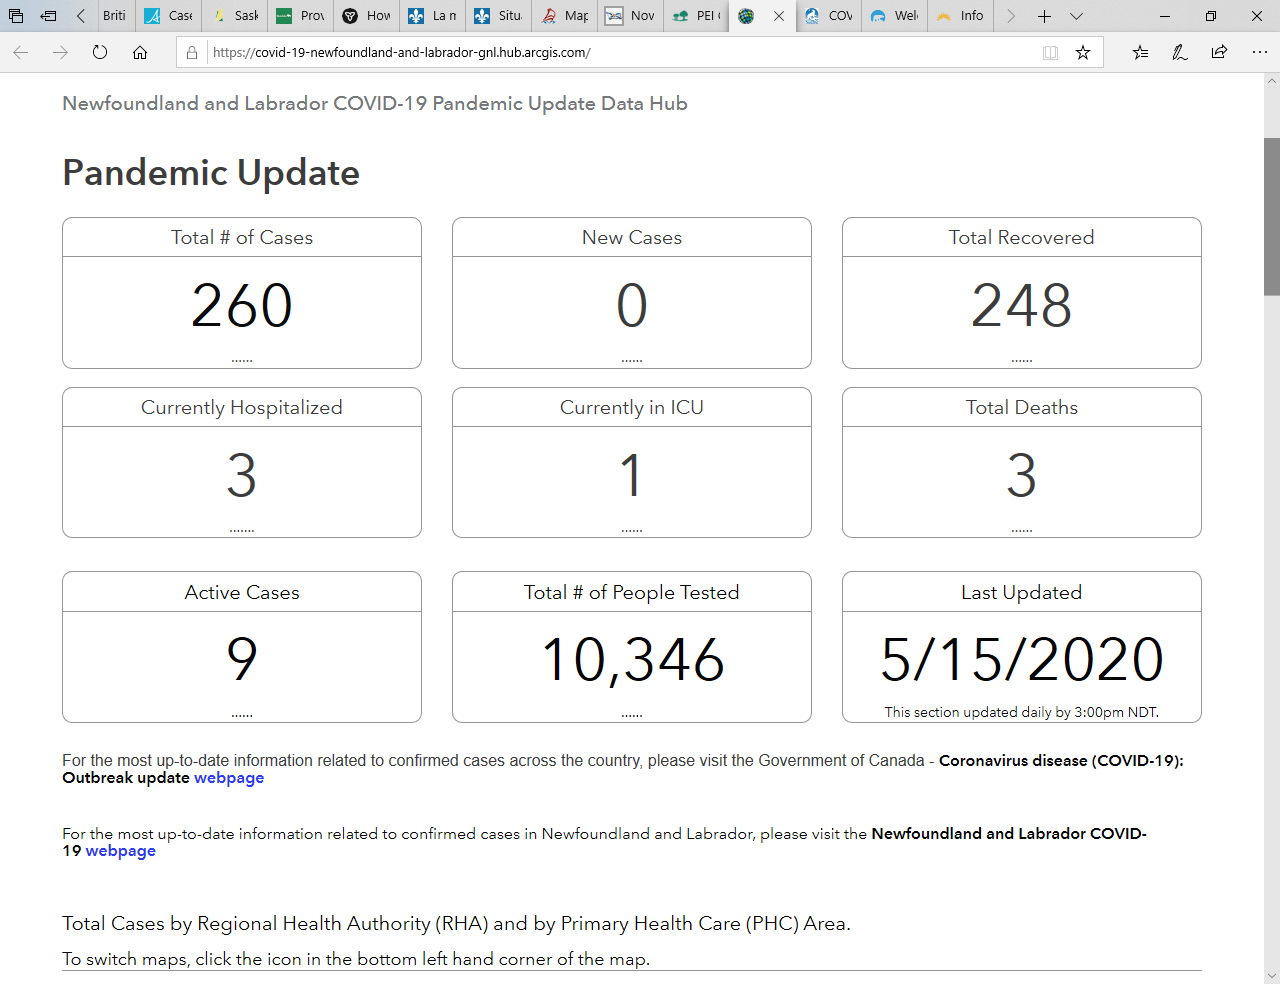 Briti
Case
Sask
Prov
How
La m
Situ
Map
Nov
PEI
COV
Wel
Info
https://covid-19-newfoundland-and-labrador-gnl.hub.arcgis.com/
Newfoundland and Labrador COVID-19 Pandemic Update Data Hub
Pandemic Update
Total # of Cases
260
......
New Cases
0
......
Total Recovered
248
......
Currently Hospitalized
3
.......
Currently in ICU
1
......
Total Deaths
3
......
Active Cases
9
......
Total # of People Tested
10,346
......
Last Updated
5/15/2020
This section updated daily by 3:00pm NDT.
For the most up-to-date information related to confirmed cases across the country, please visit the Government of Canada - Coronavirus disease (COVID-19):
Outbreak update webpage
For the most up-to-date information related to confirmed cases in Newfoundland and Labrador, please visit the Newfoundland and Labrador COVID-
19 webpage
Total Cases by Regional Health Authority (RHA) and by Primary Health Care (PHC) Area.
To switch maps, click the icon in the bottom left hand corner of the map.